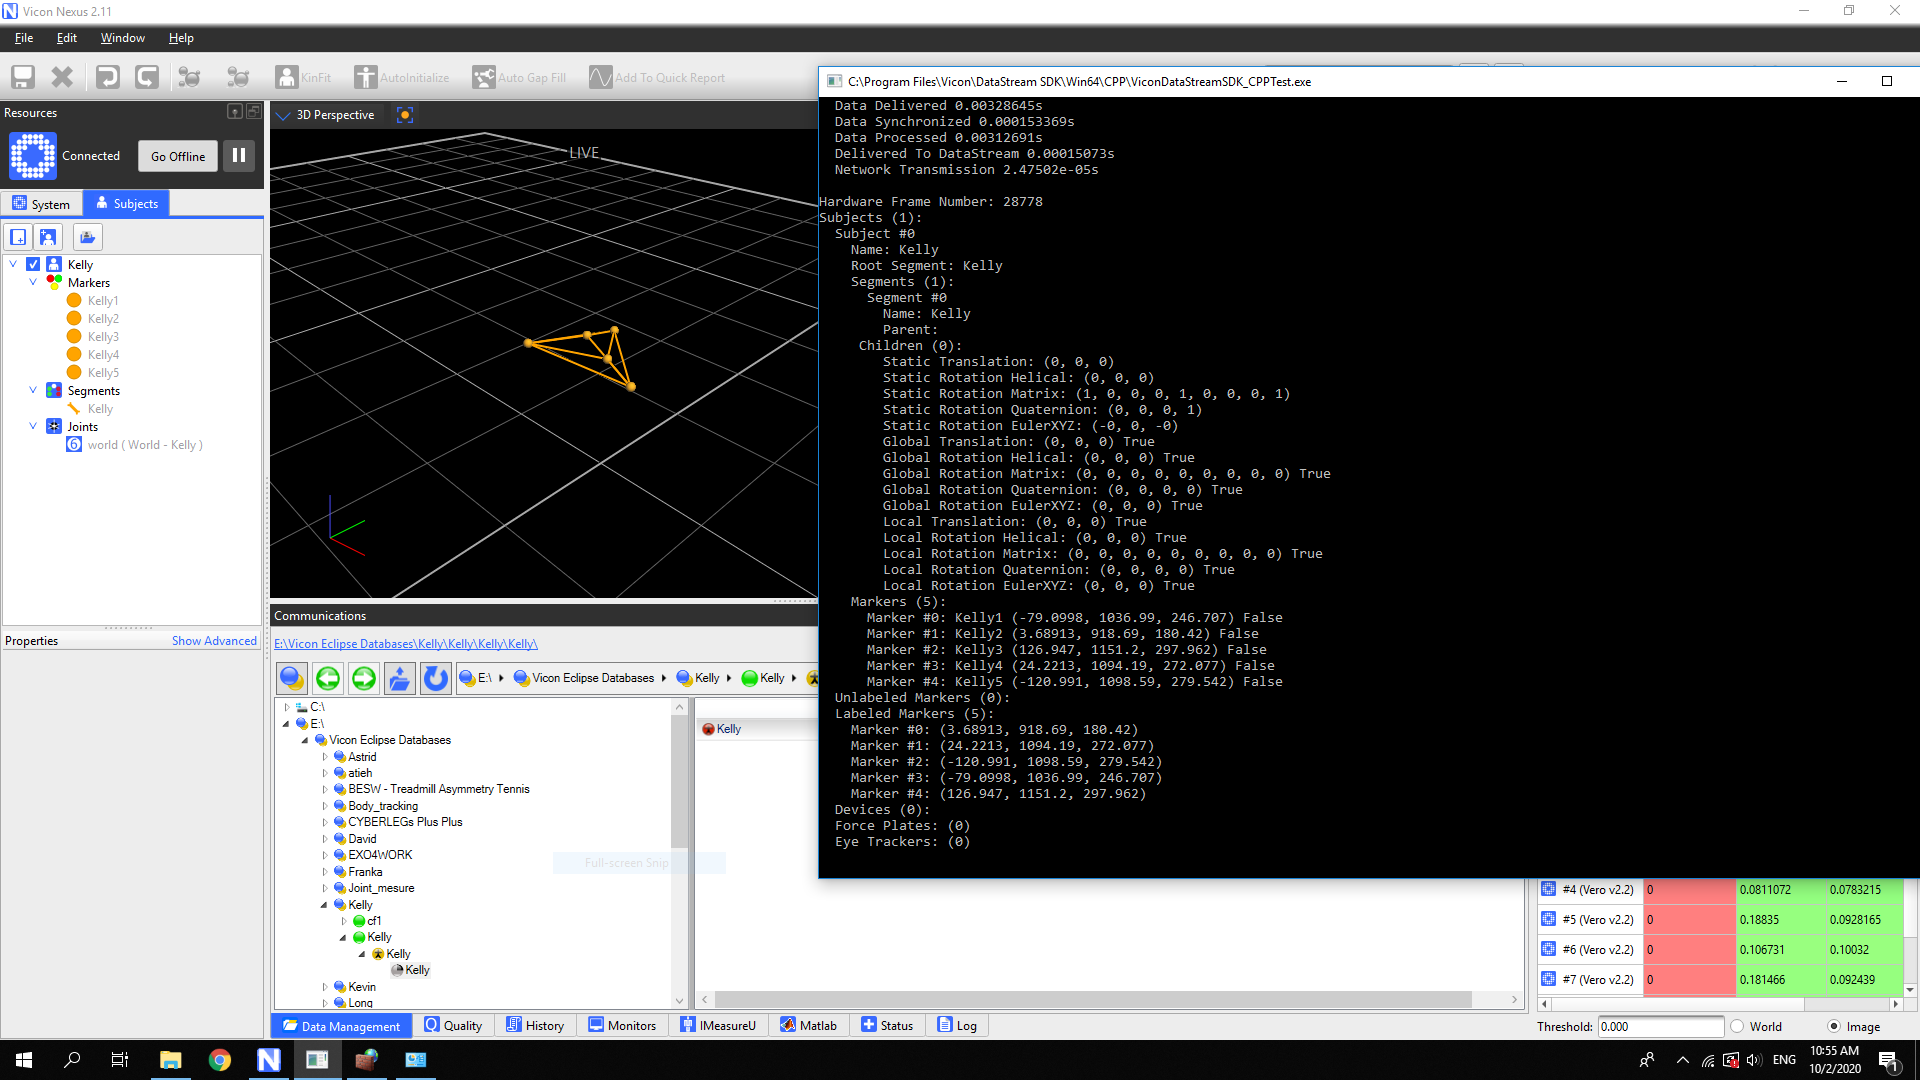 Vicon Nexus 2.11
File Edit Window Help
KinFit AutoInitialize Auto Gap Fill Add To Quick Report
Resources
Connected Go Offline
System Subjects
Kelly
Markers
Kelly1
Kelly2
Kelly3
Kelly4
Kelly5
Segments
Kelly
Joints
world ( World - Kelly )
Properties Show Advanced
3D Perspective
LIVE
Communications
E:\Vicon Eclipse Databases\Kelly\Kelly\Kelly\Kelly\
E:\ Vicon Eclipse Databases Kelly Kelly
C:\
E:\
Vicon Eclipse Databases
Astrid
atieh
BESW - Treadmill Asymmetry Tennis
Body_tracking
CYBERLEGs Plus Plus
David
EXO4WORK
Franka
Joint_mesure
Kelly
cf1
Kelly
Kelly
Kelly
Kevin
Long
Kelly
Full-screen Snip
Data Management Quality History Monitors IMeasureU Matlab Status Log
C:\Program Files\Vicon\DataStream SDK\Win64\CPP\ViconDataStreamSDK_CPPTest.exe
Data Delivered 0.00328645s
Data Synchronized 0.000153369s
Data Processed 0.00312691s
Delivered To DataStream 0.00015073s
Network Transmission 2.47502e-05s
Hardware Frame Number: 28778
Subjects (1):
Subject #0
Name: Kelly
Root Segment: Kelly
Segments (1):
Segment #0
Name: Kelly
Parent:
Children (0):
Static Translation: (0, 0, 0)
Static Rotation Helical: (0, 0, 0)
Static Rotation Matrix: (1, 0, 0, 0, 1, 0, 0, 0, 1)
Static Rotation Quaternion: (0, 0, 0, 1)
Static Rotation EulerXYZ: (-0, 0, -0)
Global Translation: (0, 0, 0) True
Global Rotation Helical: (0, 0, 0) True
Global Rotation Matrix: (0, 0, 0, 0, 0, 0, 0, 0, 0) True
Global Rotation Quaternion: (0, 0, 0, 0) True
Global Rotation EulerXYZ: (0, 0, 0) True
Local Translation: (0, 0, 0) True
Local Rotation Helical: (0, 0, 0) True
Local Rotation Matrix: (0, 0, 0, 0, 0, 0, 0, 0, 0) True
Local Rotation Quaternion: (0, 0, 0, 0) True
Local Rotation EulerXYZ: (0, 0, 0) True
Markers (5):
Marker #0: Kelly1 (-79.0998, 1036.99, 246.707) False
Marker #1: Kelly2 (3.68913, 918.69, 180.42) False
Marker #2: Kelly3 (126.947, 1151.2, 297.962) False
Marker #3: Kelly4 (24.2213, 1094.19, 272.077) False
Marker #4: Kelly5 (-120.991, 1098.59, 279.542) False
Unlabeled Markers (0):
Labeled Markers (5):
Marker #0: (3.68913, 918.69, 180.42)
Marker #1: (24.2213, 1094.19, 272.077)
Marker #2: (-120.991, 1098.59, 279.542)
Marker #3: (-79.0998, 1036.99, 246.707)
Marker #4: (126.947, 1151.2, 297.962)
Devices (0):
Force Plates: (0)
Eye Trackers: (0)
#4 (Vero v2.2) 0 0.0811072 0.0783215
#5 (Vero v2.2) 0 0.18835 0.0928165
#6 (Vero v2.2) 0 0.106731 0.10032
#7 (Vero v2.2) 0 0.181466 0.092439
Threshold: 0.000 World Image
ENG 10:55 AM
10/2/2020
1